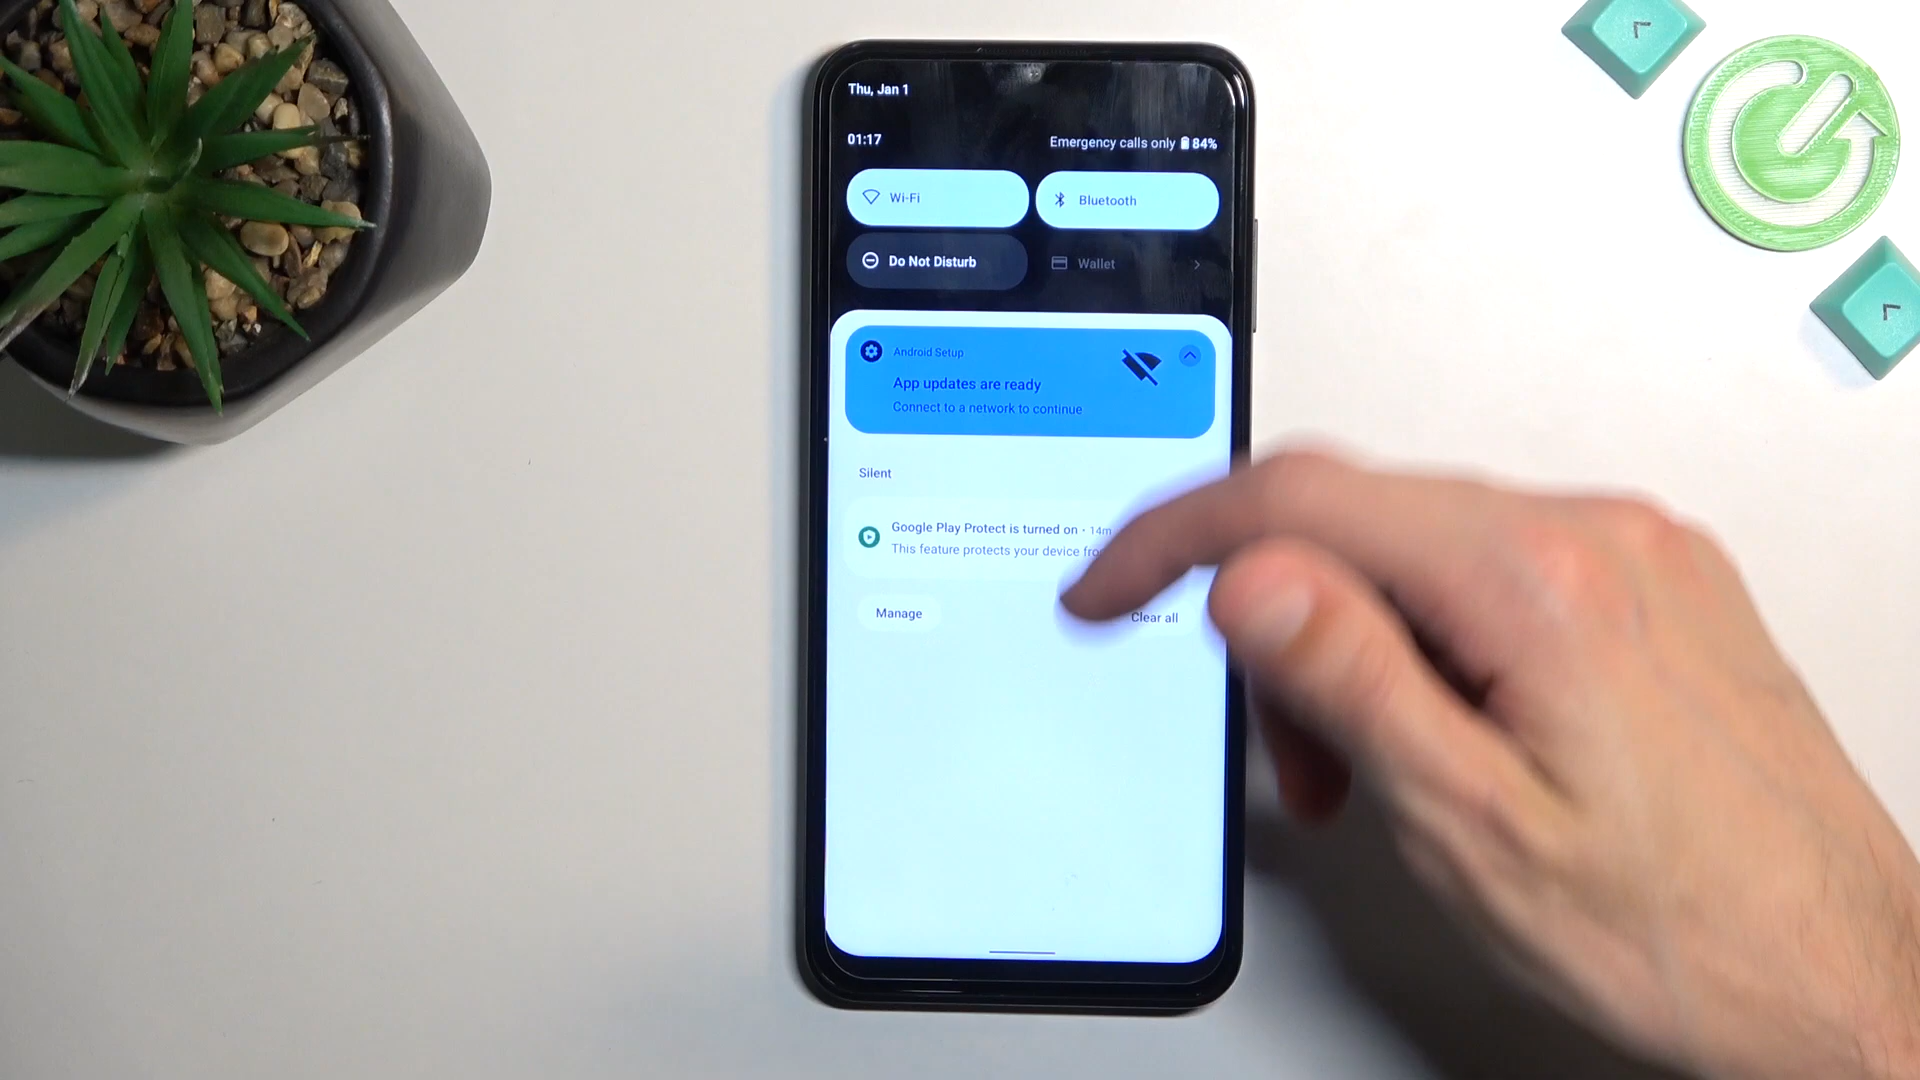 Thu, Jan 1
01:17
Emergency calls only 84%
Wi-Fi
Bluetooth
Do Not Disturb
Wallet
Android Setup
App updates are ready
Connect to a network to continue
Silent
Google Play Protect is turned on • 14m
This feature protects your device from
Manage
Clear all